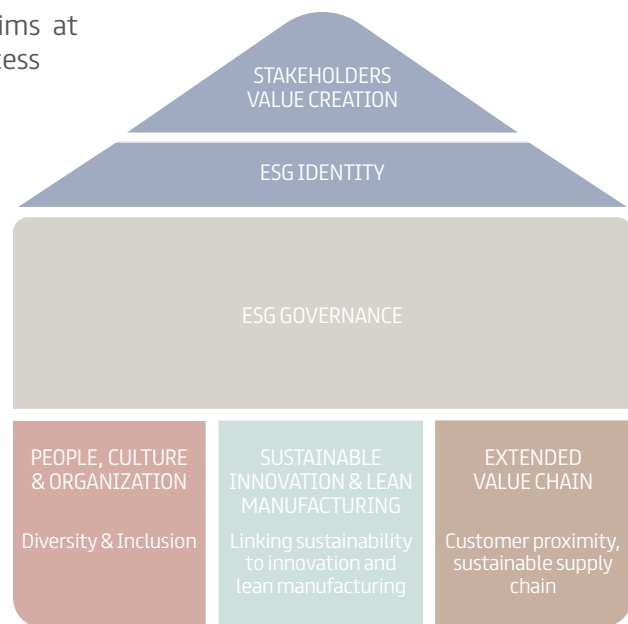 ims at
cess
STAKEHOLDERS
VALUE CREATION
ESG IDENTITY
ESG GOVERNANCE
PEOPLE, CULTURE
& ORGANIZATION
Diversity & Inclusion
SUSTAINABLE
INNOVATION & LEAN
MANUFACTURING
Linking sustainability
to innovation and
lean manufacturing
EXTENDED
VALUE CHAIN
Customer proximity,
sustainable supply
chain